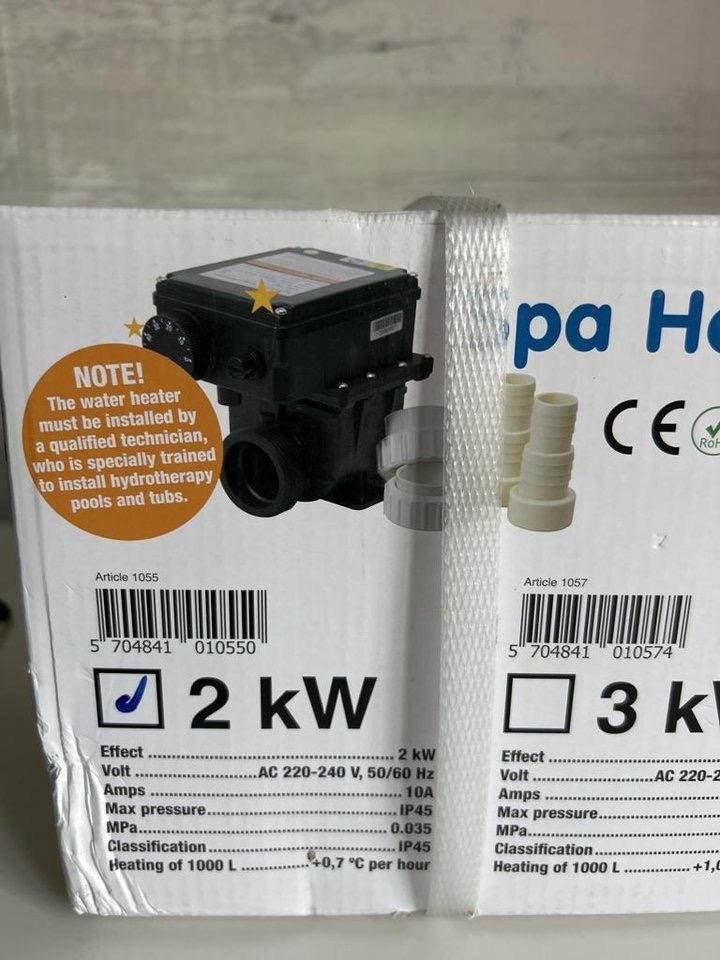 pa H
NOTE!
The water heater
must be installed by
a qualified technician,
who is specially trained
to install hydrotherapy
pools and tubs.
CE
RoH
Article 1055
5 704841 010550
2 kW
Effect ........ 2 kW
Volt ........ AC 220-240 V, 50/60 Hz
Amps ........ 10A
Max pressure ........ IP45
MPa ........ 0.035
Classification ........ IP45
Heating of 1000 L ........ +0,7 °C per hour
Article 1057
5 704841 010574
3 k
Effect ........
Volt ........ AC 220-2
Amps ........
Max pressure ........
MPa ........
Classification ........
Heating of 1000 L ........ +1,